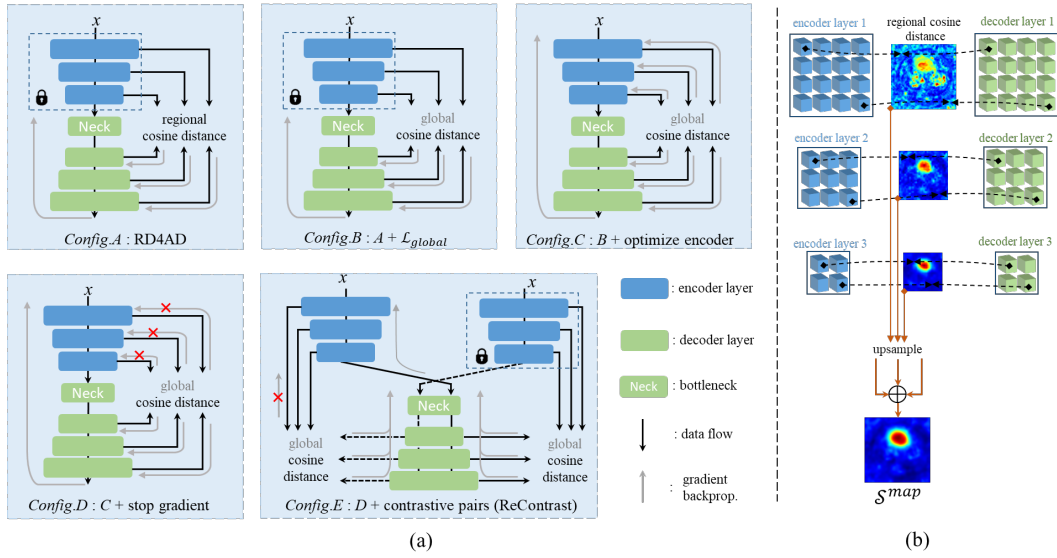 x
Neck
regional
cosine distance
Config.A : RD4AD
x
Neck
global
cosine distance
Config.B : A + ℒglobal
x
Neck
global
cosine distance
Config.C : B + optimize encoder
x
Neck
global
cosine distance
Config.D : C + stop gradient
x
x
Neck
global
cosine
distance
global
cosine
distance
Config.E : D + contrastive pairs (ReContrast)
: encoder layer
: decoder layer
Neck
: bottleneck
: data flow
: gradient
backprop.
(a)
encoder layer 1
regional cosine
distance
decoder layer 1
encoder layer 2
decoder layer 2
encoder layer 3
decoder layer 3
upsample
𝒮map
(b)